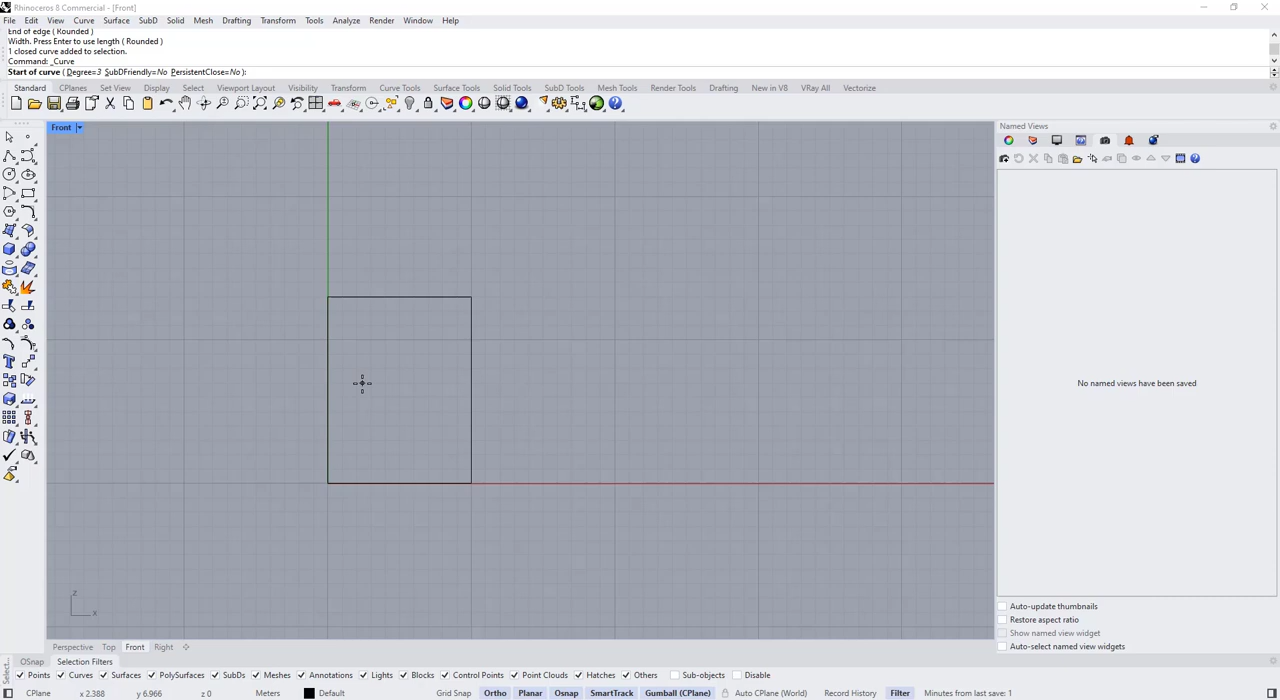 Rhinoceros 8 Commercial - [Front]
File Edit View Curve Surface SubD Solid Mesh Drafting Transform Tools Analyze Render Window Help
End of edge ( Rounded )
Width. Press Enter to use length ( Rounded )
1 closed curve added to selection.
Command: _Curve
Start of curve ( Degree=3 SubDFriendly=No PersistentClose=No ):
Standard CPlanes Set View Display Select Viewport Layout Visibility Transform Curve Tools Surface Tools Solid Tools SubD Tools Mesh Tools Render Tools Drafting New in V8 VRay All Vectorize
Front
Named Views
No named views have been saved
z
x
Auto-update thumbnails
Restore aspect ratio
Show named view widget
Auto-select named view widgets
Perspective Top Front Right
OSnap Selection Filters
Select...
Points Curves Surfaces PolySurfaces SubDs Meshes Annotations Lights Blocks Control Points Point Clouds Hatches Others Sub-objects Disable
CPlane x 2.388 y 6.966 z 0 Meters Default Grid Snap Ortho Planar Osnap SmartTrack Gumball (CPlane) Auto CPlane (World) Record History Filter Minutes from last save: 1